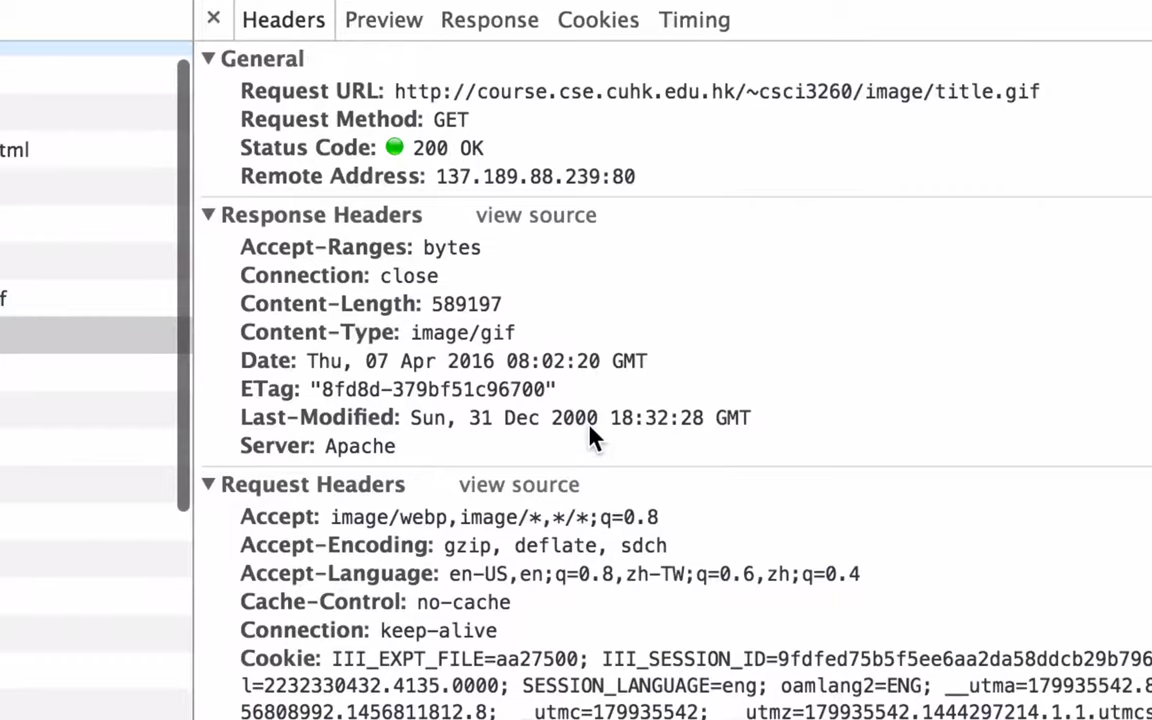 × Headers Preview Response Cookies Timing
▼ General
Request URL: http://course.cse.cuhk.edu.hk/~csci3260/image/title.gif
Request Method: GET
tml
Status Code: 200 OK
Remote Address: 137.189.88.239:80
▼ Response Headers view source
Accept-Ranges: bytes
Connection: close
f
Content-Length: 589197
Content-Type: image/gif
Date: Thu, 07 Apr 2016 08:02:20 GMT
ETag: "8fd8d-379bf51c96700"
Last-Modified: Sun, 31 Dec 2000 18:32:28 GMT
Server: Apache
▼ Request Headers view source
Accept: image/webp,image/*,*/*;q=0.8
Accept-Encoding: gzip, deflate, sdch
Accept-Language: en-US,en;q=0.8,zh-TW;q=0.6,zh;q=0.4
Cache-Control: no-cache
Connection: keep-alive
Cookie: III_EXPT_FILE=aa27500; III_SESSION_ID=9fdfed75b5f5ee6aa2da58ddcb29b796
l=2232330432.4135.0000; SESSION_LANGUAGE=eng; oamlang2=ENG; __utma=179935542.8
56808992.1456811812.8; __utmc=179935542; __utmz=179935542.1444297214.1.1.utmcs